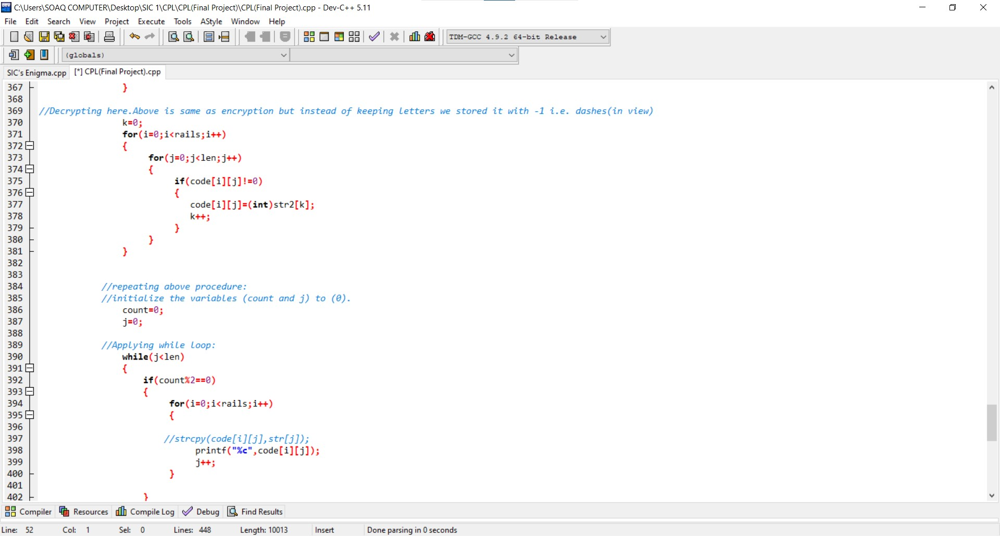 C:\Users\SOAQ COMPUTER\Desktop\SIC 1\CPL\CPL(Final Project)\CPL(Final Project).cpp - Dev-C++ 5.11
File Edit Search View Project Execute Tools AStyle Window Help
TDM-GCC 4.9.2 64-bit Release
(globals)
SIC's Enigma.cpp [*] CPL(Final Project).cpp
367 }
368
369 //Decrypting here.Above is same as encryption but instead of keeping letters we stored it with -1 i.e. dashes(in view)
370 k=0;
371 for(i=0;i<rails;i++)
372 {
373 for(j=0;j<len;j++)
374 {
375 if(code[i][j]!=0)
376 {
377 code[i][j]=(int)str2[k];
378 k++;
379 }
380 }
381 }
382
383
384 //repeating above procedure:
385 //initialize the variables (count and j) to (0).
386 count=0;
387 j=0;
388
389 //Applying while loop:
390 while(j<len)
391 {
392 if(count%2==0)
393 {
394 for(i=0;i<rails;i++)
395 {
396
397 //strcpy(code[i][j],str[j]);
398 printf("%c",code[i][j]);
399 j++;
400 }
401
402 }
Compiler Resources Compile Log Debug Find Results
Line: 52 Col: 1 Sel: 0 Lines: 448 Length: 10013 Insert Done parsing in 0 seconds